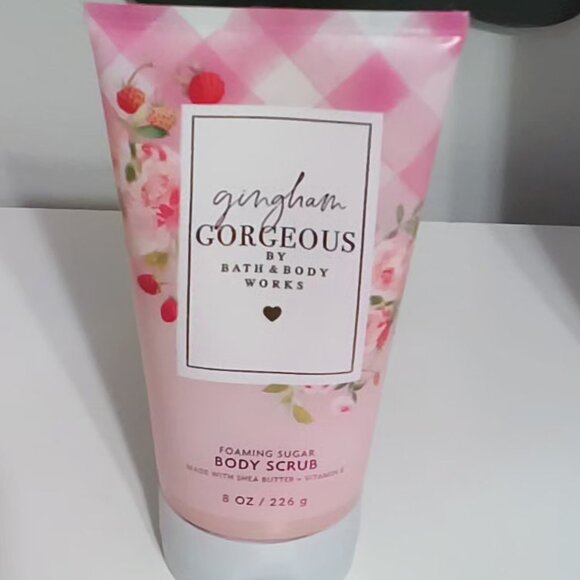 gingham
GORGEOUS
BY
BATH & BODY
WORKS
FOAMING SUGAR
BODY SCRUB
MADE WITH SHEA BUTTER + VITAMIN E
8 OZ / 226 g